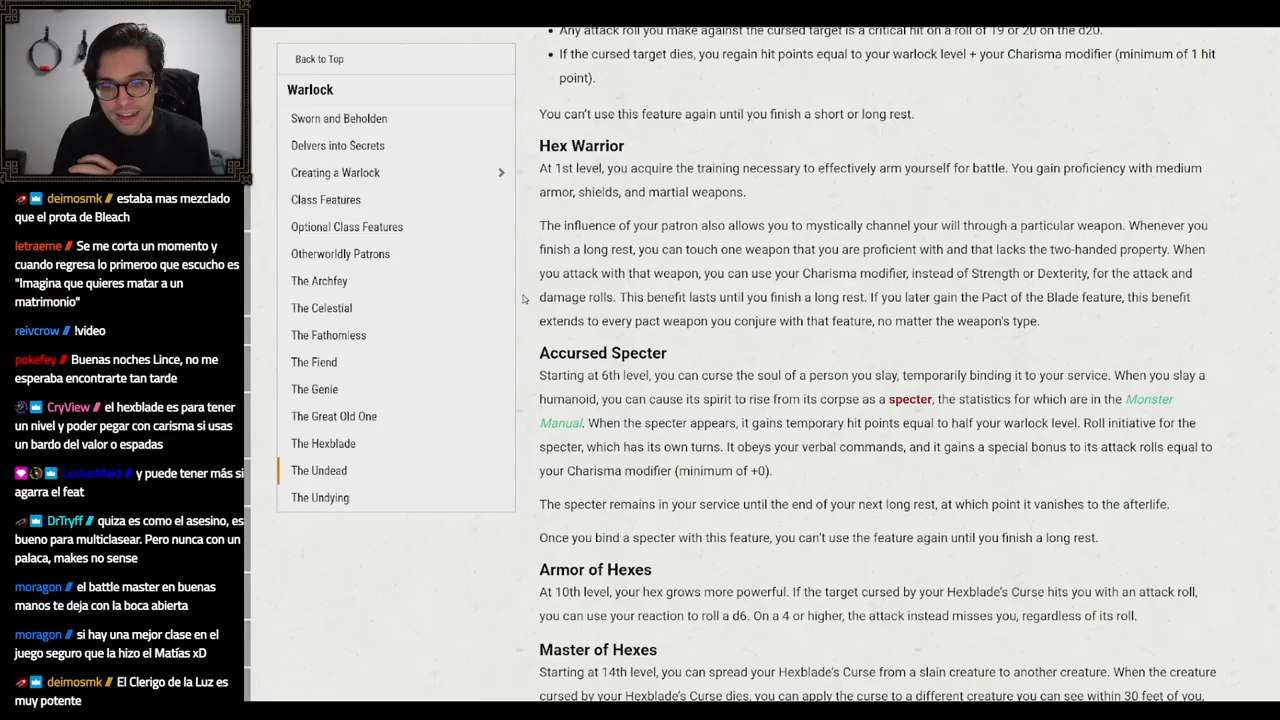 deimosmk // estaba mas mezclado
que el prota de Bleach
letraeme // Se me corta un momento y
cuando regresa lo primeroo que escucho es
"Imagina que quieres matar a un
matrimonio"
reivcrow // !video
pokefey // Buenas noches Lince, no me
esperaba encontrarte tan tarde
CryView // el hexblade es para tener
un nivel y poder pegar con carisma si usas
un bardo del valor o espadas
LuciusMaid // y puede tener más si
agarra el feat
DrTryff // quiza es como el asesino, es
bueno para multiclasear. Pero nunca con un
palaca, makes no sense
moragon // el battle master en buenas
manos te deja con la boca abierta
moragon // si hay una mejor clase en el
juego seguro que la hizo el Matías xD
deimosmk // El Clerigo de la Luz es
muy potente
Back to Top
Warlock
Sworn and Beholden
Delvers into Secrets
Creating a Warlock
Class Features
Optional Class Features
Otherworldly Patrons
The Archfey
The Celestial
The Fathomless
The Fiend
The Genie
The Great Old One
The Hexblade
The Undead
The Undying
• Any attack roll you make against the cursed target is a critical hit on a roll of 19 or 20 on the d20.
• If the cursed target dies, you regain hit points equal to your warlock level + your Charisma modifier (minimum of 1 hit
point).
You can't use this feature again until you finish a short or long rest.
Hex Warrior
At 1st level, you acquire the training necessary to effectively arm yourself for battle. You gain proficiency with medium
armor, shields, and martial weapons.
The influence of your patron also allows you to mystically channel your will through a particular weapon. Whenever you
finish a long rest, you can touch one weapon that you are proficient with and that lacks the two-handed property. When
you attack with that weapon, you can use your Charisma modifier, instead of Strength or Dexterity, for the attack and
damage rolls. This benefit lasts until you finish a long rest. If you later gain the Pact of the Blade feature, this benefit
extends to every pact weapon you conjure with that feature, no matter the weapon's type.
Accursed Specter
Starting at 6th level, you can curse the soul of a person you slay, temporarily binding it to your service. When you slay a
humanoid, you can cause its spirit to rise from its corpse as a specter, the statistics for which are in the Monster
Manual. When the specter appears, it gains temporary hit points equal to half your warlock level. Roll initiative for the
specter, which has its own turns. It obeys your verbal commands, and it gains a special bonus to its attack rolls equal to
your Charisma modifier (minimum of +0).
The specter remains in your service until the end of your next long rest, at which point it vanishes to the afterlife.
Once you bind a specter with this feature, you can't use the feature again until you finish a long rest.
Armor of Hexes
At 10th level, your hex grows more powerful. If the target cursed by your Hexblade's Curse hits you with an attack roll,
you can use your reaction to roll a d6. On a 4 or higher, the attack instead misses you, regardless of its roll.
Master of Hexes
Starting at 14th level, you can spread your Hexblade's Curse from a slain creature to another creature. When the creature
cursed by your Hexblade's Curse dies, you can apply the curse to a different creature you can see within 30 feet of you,